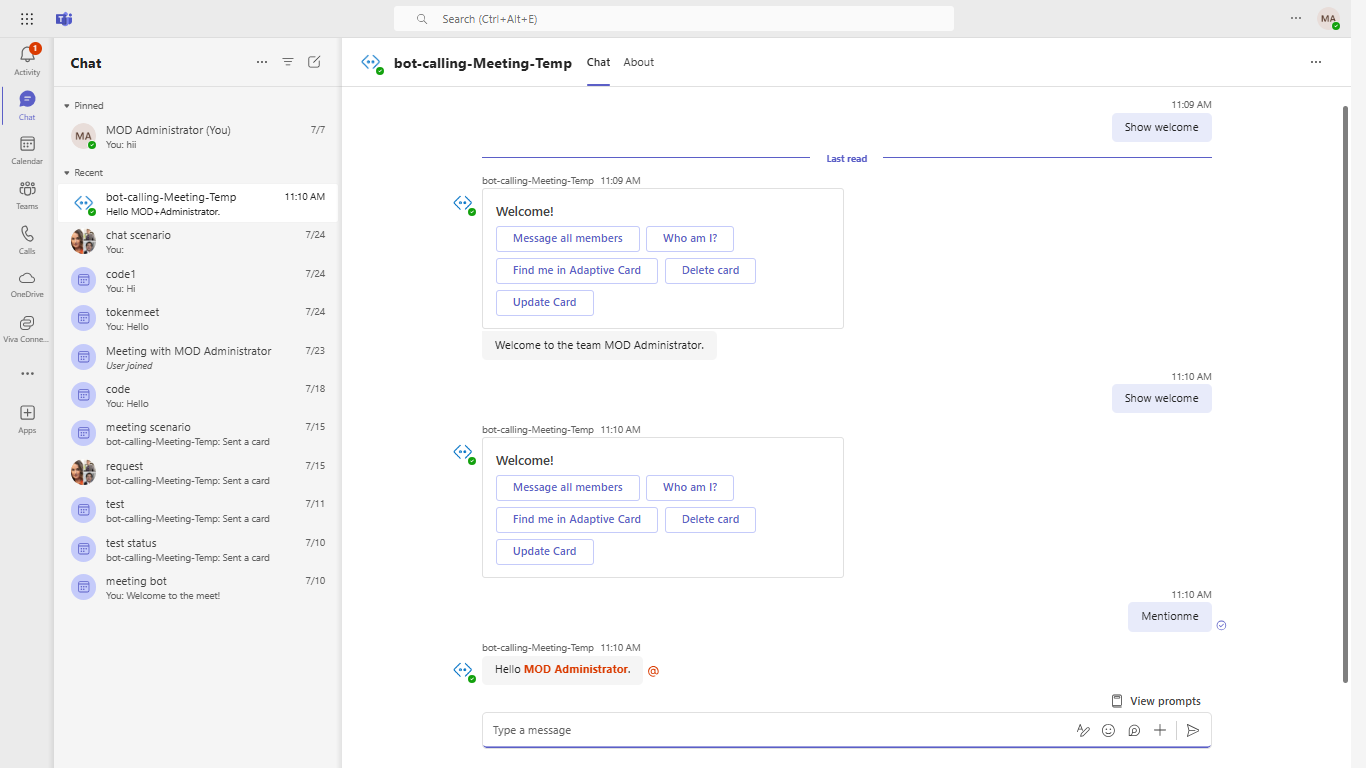 Search (Ctrl+Alt+E)
MA
1
Activity
Chat
Calendar
Teams
Calls
OneDrive
Viva Conne...
Apps
Chat
Pinned
MA
MOD Administrator (You) 7/7
You: hii
Recent
bot-calling-Meeting-Temp 11:10 AM
Hello MOD+Administrator.
chat scenario 7/24
You:
code1 7/24
You: Hi
tokenmeet 7/24
You: Hello
Meeting with MOD Administrator 7/23
User joined
code 7/18
You: Hello
meeting scenario 7/15
bot-calling-Meeting-Temp: Sent a card
request 7/15
bot-calling-Meeting-Temp: Sent a card
test 7/11
bot-calling-Meeting-Temp: Sent a card
test status 7/10
bot-calling-Meeting-Temp: Sent a card
meeting bot 7/10
You: Welcome to the meet!
bot-calling-Meeting-Temp Chat About
11:09 AM
Show welcome
Last read
bot-calling-Meeting-Temp 11:09 AM
Welcome!
Message all members Who am I?
Find me in Adaptive Card Delete card
Update Card
Welcome to the team MOD Administrator.
11:10 AM
Show welcome
bot-calling-Meeting-Temp 11:10 AM
Welcome!
Message all members Who am I?
Find me in Adaptive Card Delete card
Update Card
11:10 AM
Mentionme
bot-calling-Meeting-Temp 11:10 AM
Hello MOD Administrator. @
View prompts
Type a message